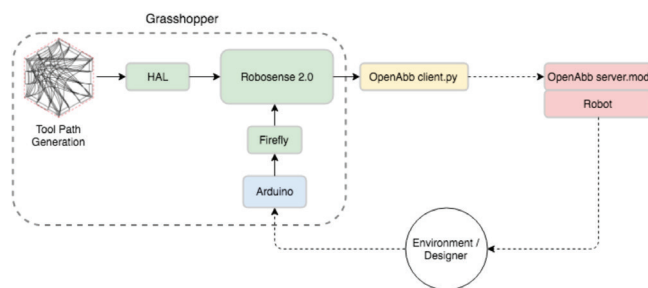 Grasshopper
Tool Path
Generation
HAL
Robosense 2.0
OpenAbb client.py
OpenAbb server.mod
Robot
Firefly
Arduino
Environment /
Designer